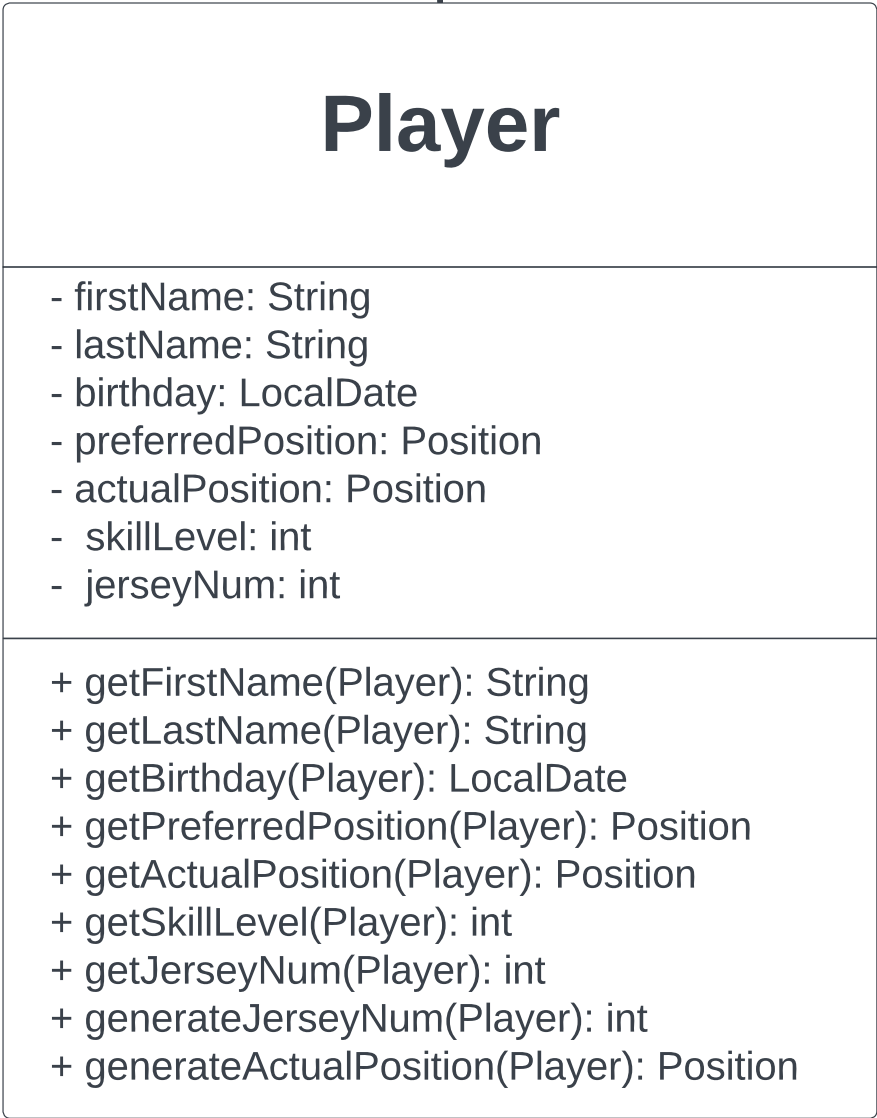 Player
- firstName: String
- lastName: String
- birthday: LocalDate
- preferredPosition: Position
- actualPosition: Position
-  skillLevel: int
-  jerseyNum: int
+ getFirstName(Player): String
+ getLastName(Player): String
+ getBirthday(Player): LocalDate
+ getPreferredPosition(Player): Position
+ getActualPosition(Player): Position
+ getSkillLevel(Player): int
+ getJerseyNum(Player): int
+ generateJerseyNum(Player): int
+ generateActualPosition(Player): Position